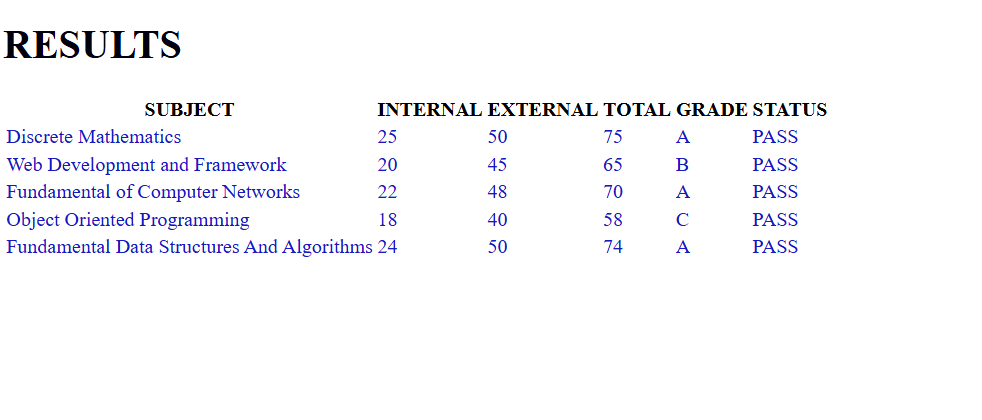 RESULTS
SUBJECT INTERNAL EXTERNAL TOTAL GRADE STATUS
Discrete Mathematics 25 50 75 A PASS
Web Development and Framework 20 45 65 B PASS
Fundamental of Computer Networks 22 48 70 A PASS
Object Oriented Programming 18 40 58 C PASS
Fundamental Data Structures And Algorithms 24 50 74 A PASS